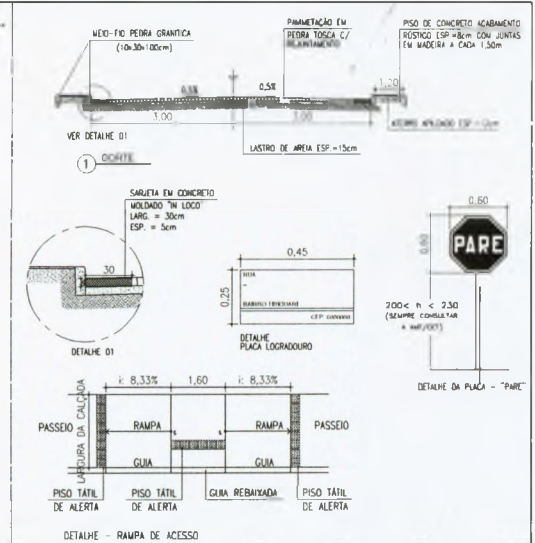 MEIO-FIO PEDRA GRANÍTICA
(10x30x100cm)
PAVIMETAÇÃO EM
PEDRA TOSCA C/
REJUNTAMENTO
PISO DE CONCRETO ACABAMENTO
RÚSTICO ESP =8cm COM JUNTAS
EM MADEIRA A CADA 1,50m
0,5%
0,5%
1,20
3,00
3,00
VER DETALHE 01
LASTRO DE AREIA ESP.=15cm
1 CORTE
SARJETA EM CONCRETO
MOLDADO "IN LOCO"
LARG. = 30cm
ESP. = 5cm
30
DETALHE 01
0,45
0,25
RUA
-
BAIRRO
CEP
DETALHE
PLACA LOGRADOURO
0,60
0,60
PARE
200< h < 230
(SEMPRE CONSULTAR
DETALHE DA PLACA - "PARE"
i: 8,33% 1,60 i: 8,33%
LARGURA DA CALÇADA
PASSEIO RAMPA RAMPA PASSEIO
GUIA GUIA
PISO TÁTIL DE ALERTA
PISO TÁTIL DE ALERTA
GUIA REBAIXADA
PISO TÁTIL DE ALERTA
DETALHE - RAMPA DE ACESSO